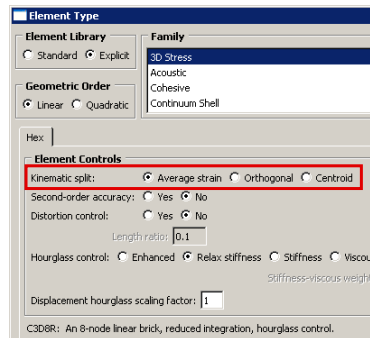 Element Type
Element Library
Standard Explicit
Family
3D Stress
Acoustic
Cohesive
Continuum Shell
Geometric Order
Linear Quadratic
Hex
Element Controls
Kinematic split: Average strain Orthogonal Centroid
Second-order accuracy: Yes No
Distortion control: Yes No
Length ratio: 0.1
Hourglass control: Enhanced Relax stiffness Stiffness
Stiffness-viscous
Displacement hourglass scaling factor: 1
C3D8R: An 8-node linear brick, reduced integration, hourglass control.